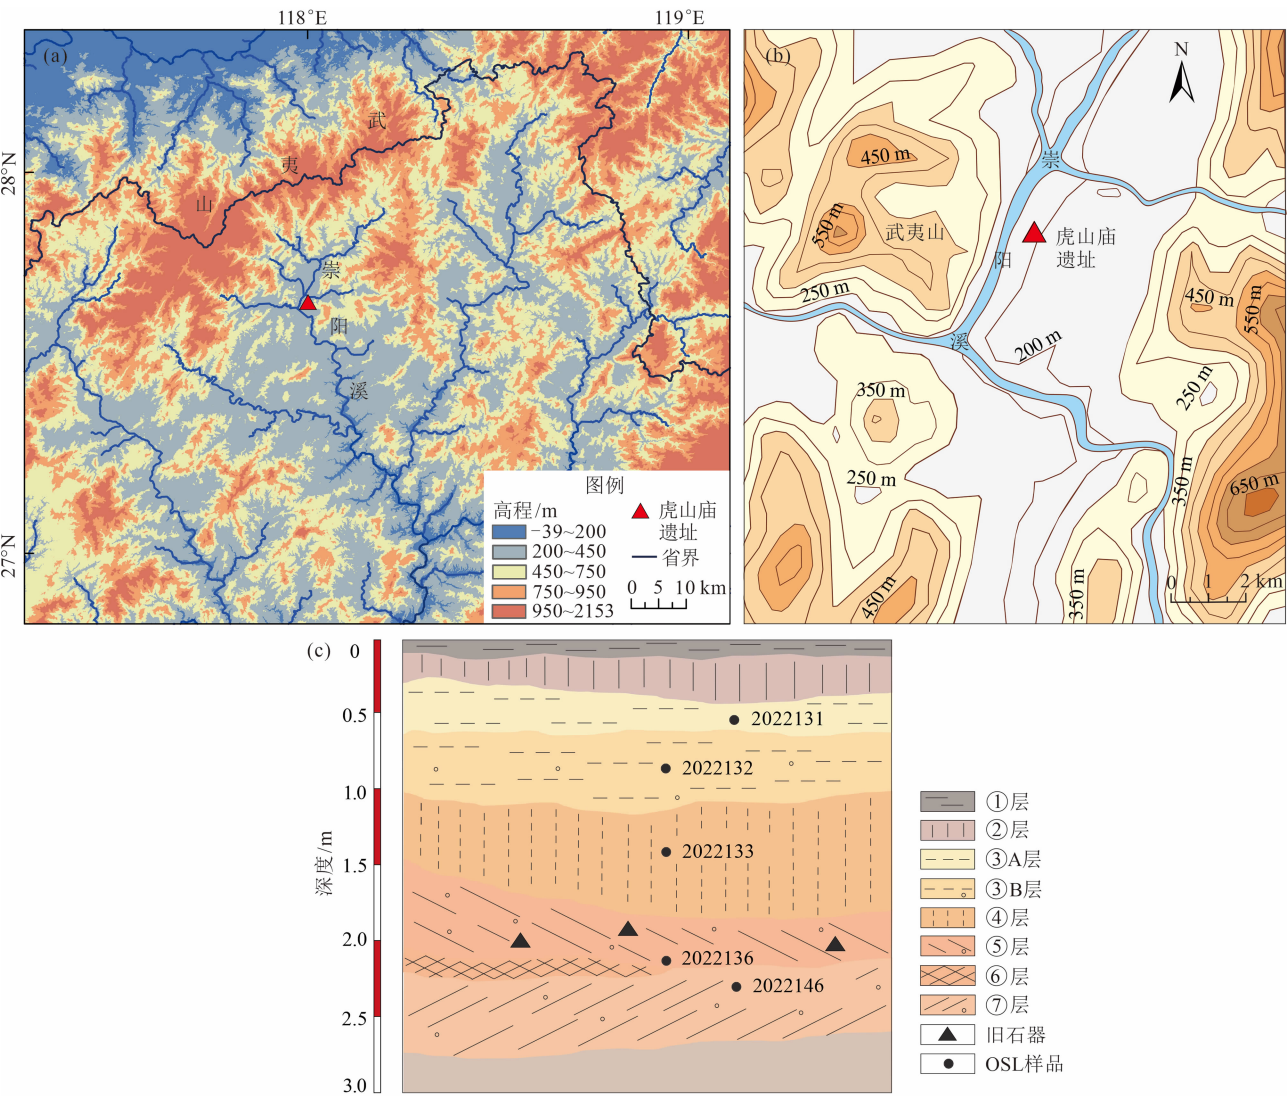 118°E
119°E
(a)
28°N
27°N
武
夷
山
崇
阳
溪
图例
高程/m
−39~200
200~450
450~750
750~950
950~2153
虎山庙
遗址
省界
0 5 10 km
(b)
N
崇
阳
溪
450 m
550 m
武夷山
虎山庙
遗址
250 m
200 m
450 m
550 m
350 m
250 m
250 m
350 m
650 m
450 m
350 m
0 1 2 km
(c)
深度/m
0
0.5
1.0
1.5
2.0
2.5
3.0
2022131
2022132
2022133
2022136
2022146
①层
②层
③A层
③B层
④层
⑤层
⑥层
⑦层
旧石器
OSL样品